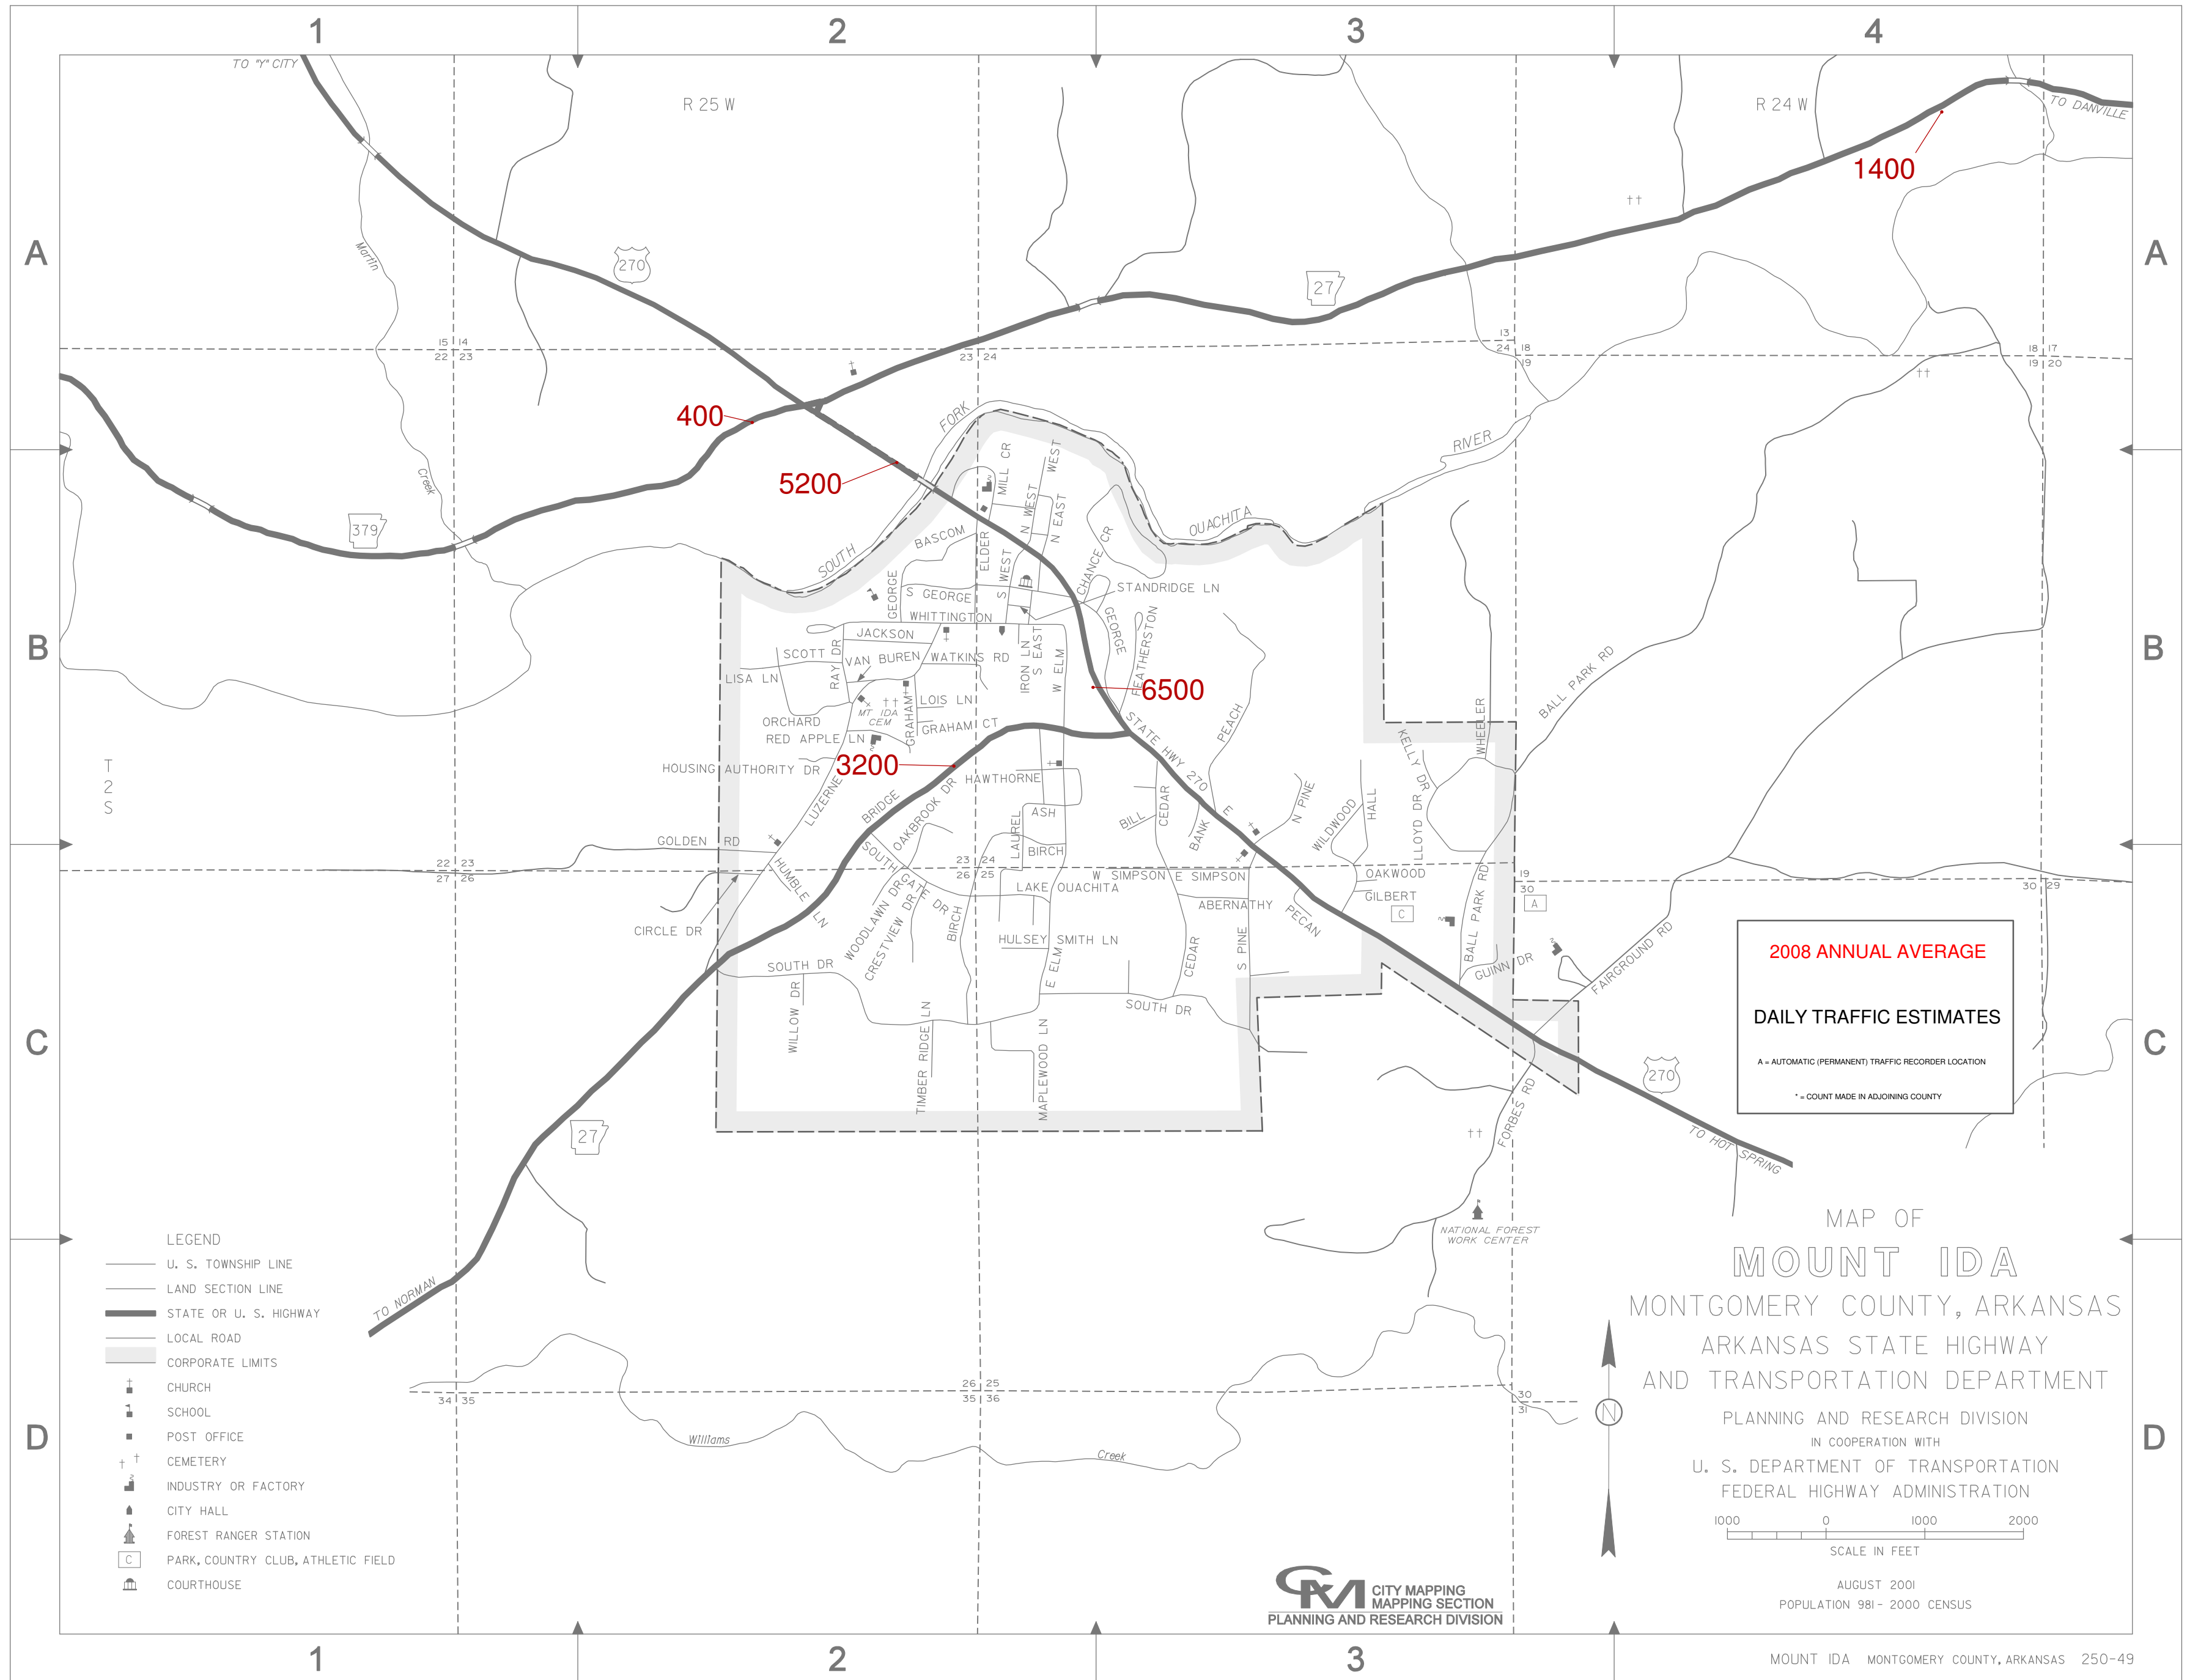 1
2
3
4
TO "Y" CITY
R 25 W
R 24 W
TO DANVILLE
1400
A
A
Martin
270
27
15 14
22 23
23 24
13
24 18
19
18 17
19 20
400
FORK
RIVER
5200
Creek
MILL CR
WEST
N WEST
N EAST
379
OUACHITA
SOUTH
BASCOM
ELDER
CHANCE CR
GEORGE
S GEORGE
S WEST
STANDRIDGE LN
WHITTINGTON
GEORGE
FEATHERSTON
B
B
JACKSON
SCOTT
RAY DR
VAN BUREN
WATKINS RD
IRON LN
S EAST
W ELM
LISA LN
6500
BALL PARK RD
MT IDA
CEM
LOIS LN
ORCHARD
GRAHAM
GRAHAM CT
STATE HWY 270 E
PEACH
RED APPLE LN
KELLY DR
WHEELER
3200
HOUSING AUTHORITY DR
HAWTHORNE
T
2
S
LUZERNE
BRIDGE
OAKBROOK DR
ASH
BILL
CEDAR
BANK
N PINE
WILDWOOD
HALL
LLOYD DR
GOLDEN RD
LAUREL
BIRCH
22 23
27 26
HUMBLE LN
SOUTH GATE DR
23 24
26 25
W SIMPSON
E SIMPSON
OAKWOOD
19
30
30 29
LAKE OUACHITA
GILBERT
C
A
WOODLAWN DR
CRESTVIEW DR
BIRCH
ABERNATHY
PECAN
CIRCLE DR
HULSEY SMITH LN
BALL PARK RD
SOUTH DR
E ELM
CEDAR
S PINE
GUINN DR
FAIRGROUND RD
2008 ANNUAL AVERAGE
DAILY TRAFFIC ESTIMATES
A = AUTOMATIC (PERMANENT) TRAFFIC RECORDER LOCATION
* = COUNT MADE IN ADJOINING COUNTY
WILLOW DR
SOUTH DR
C
C
TIMBER RIDGE LN
MAPLEWOOD LN
270
FORBES RD
27
TO HOT SPRING
NATIONAL FOREST
WORK CENTER
TO NORMAN
LEGEND
U. S. TOWNSHIP LINE
LAND SECTION LINE
STATE OR U. S. HIGHWAY
LOCAL ROAD
CORPORATE LIMITS
CHURCH
SCHOOL
POST OFFICE
CEMETERY
INDUSTRY OR FACTORY
CITY HALL
FOREST RANGER STATION
C PARK, COUNTRY CLUB, ATHLETIC FIELD
COURTHOUSE
34 35
26 25
35 36
30
31
Williams
Creek
D
D
N
MAP OF
MOUNT IDA
MONTGOMERY COUNTY, ARKANSAS
ARKANSAS STATE HIGHWAY
AND TRANSPORTATION DEPARTMENT
PLANNING AND RESEARCH DIVISION
IN COOPERATION WITH
U. S. DEPARTMENT OF TRANSPORTATION
FEDERAL HIGHWAY ADMINISTRATION
1000 0 1000 2000
SCALE IN FEET
AUGUST 2001
POPULATION 981 - 2000 CENSUS
CM
CITY MAPPING
MAPPING SECTION
PLANNING AND RESEARCH DIVISION
1
2
3
MOUNT IDA MONTGOMERY COUNTY, ARKANSAS 250-49